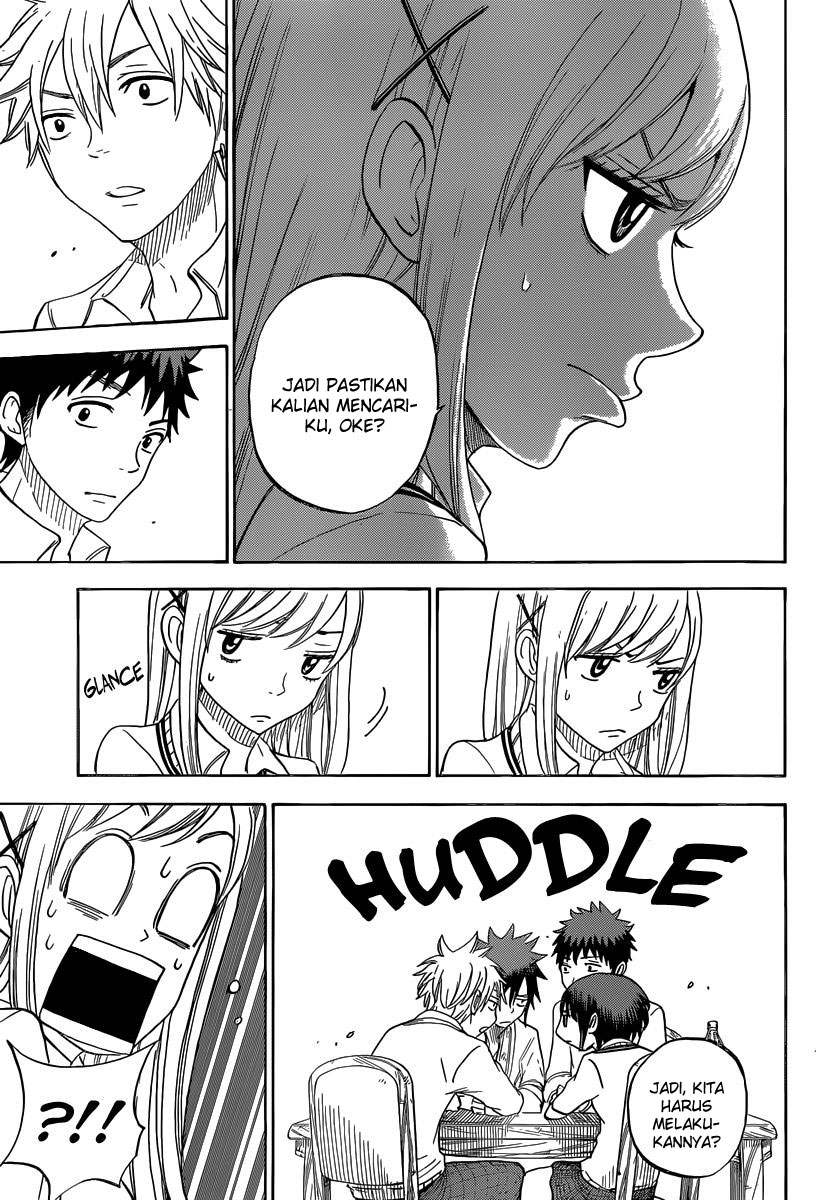 JADI PASTIKAN
KALIAN MENCARI-
KU, OKE?
GLANCE
HUDDLE
JADI, KITA
HARUS
MELAKU-
KANNYA?
?!!